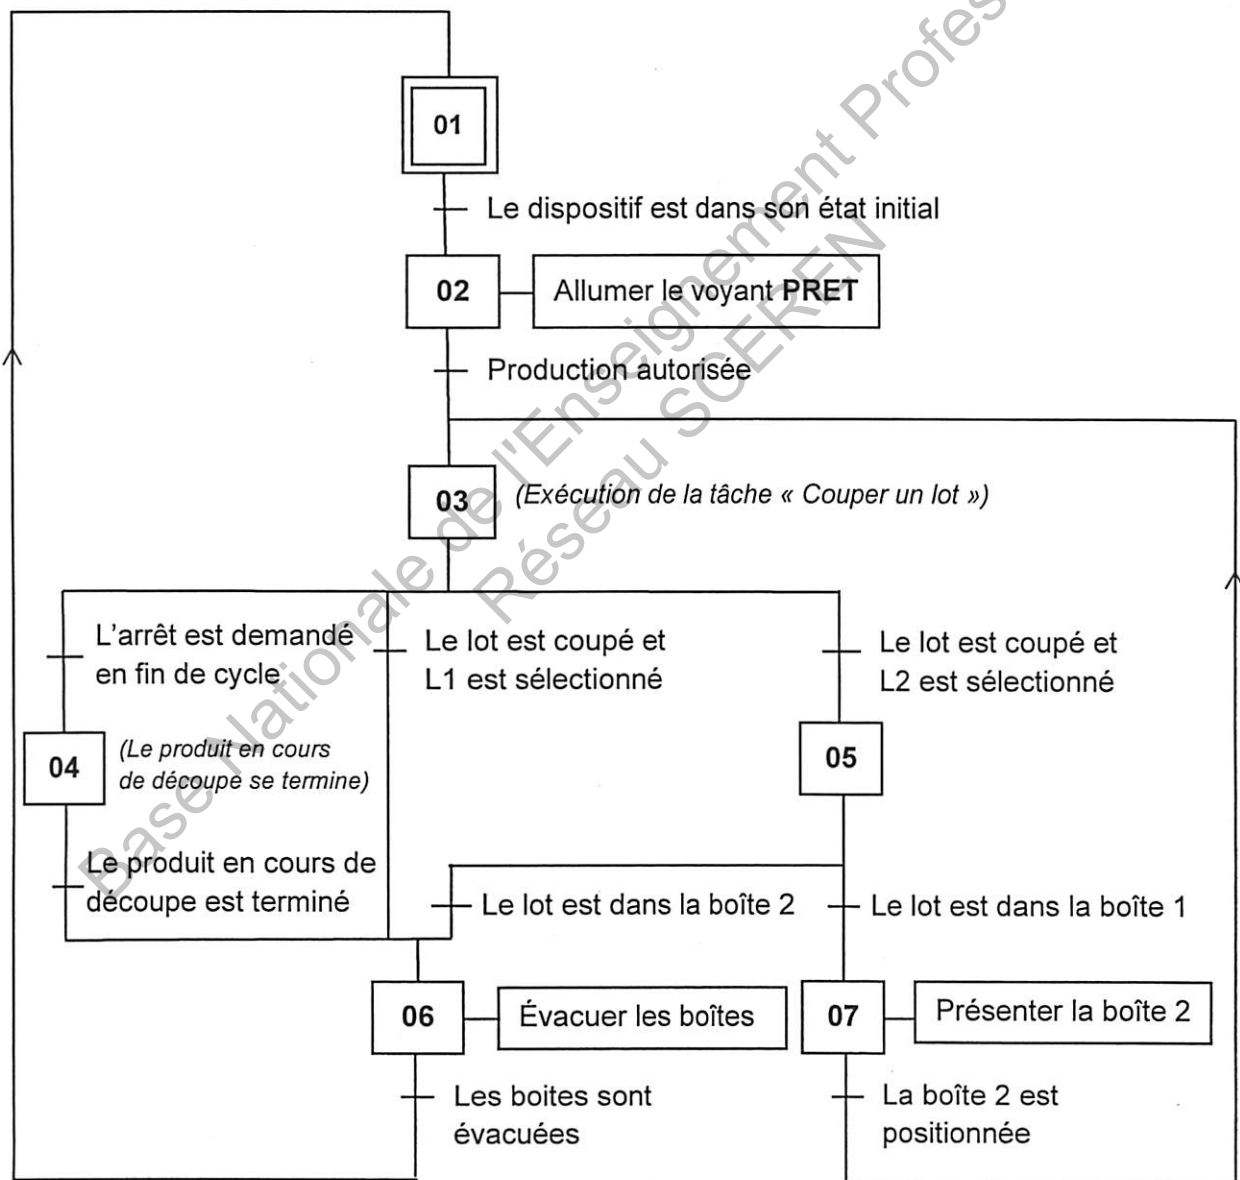 01
Le dispositif est dans son état initial
02
Allumer le voyant PRET
Production autorisée
03
(Exécution de la tâche « Couper un lot »)
L'arrêt est demandé
en fin de cycle
Le lot est coupé et
L1 est sélectionné
Le lot est coupé et
L2 est sélectionné
04
(Le produit en cours
de découpe se termine)
05
Le produit en cours de
découpe est terminé
Le lot est dans la boîte 2
Le lot est dans la boîte 1
06
Évacuer les boîtes
07
Présenter la boîte 2
Les boites sont
évacuées
La boîte 2 est
positionnée
Base Nationale de l'Enseignement Profes
Réseau SCEREN